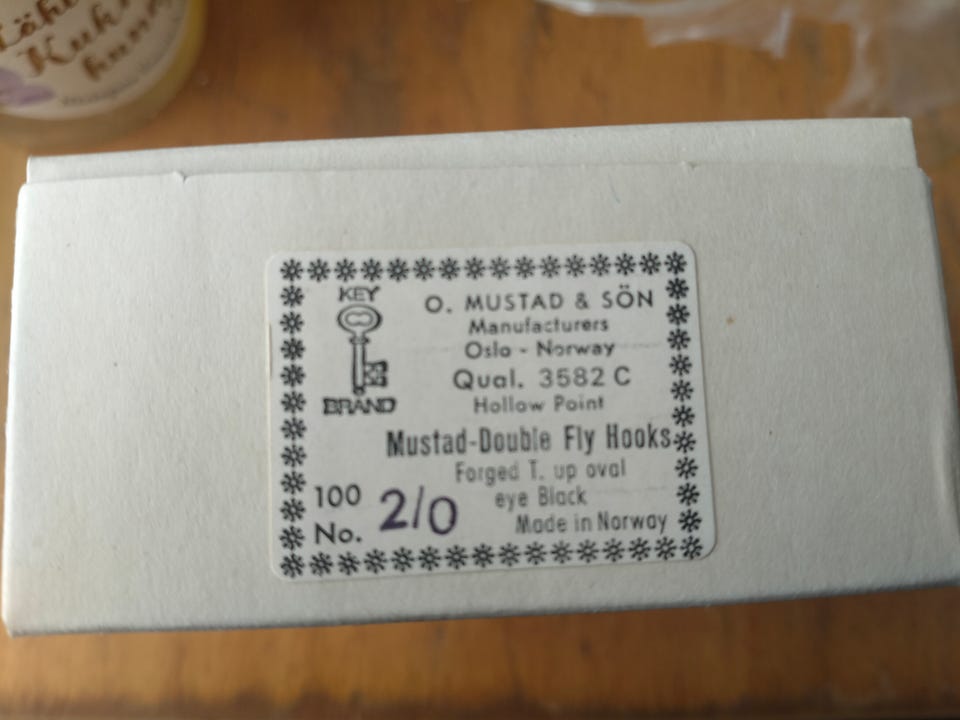 Kuh
KEY
BRAND
O. MUSTAD & SÖN
Manufacturers
Oslo - Norway
Qual. 3582 C
Hollow Point
Mustad-Double Fly Hooks
Forged T. up oval
eye Black
100
No. 2/0
Made in Norway